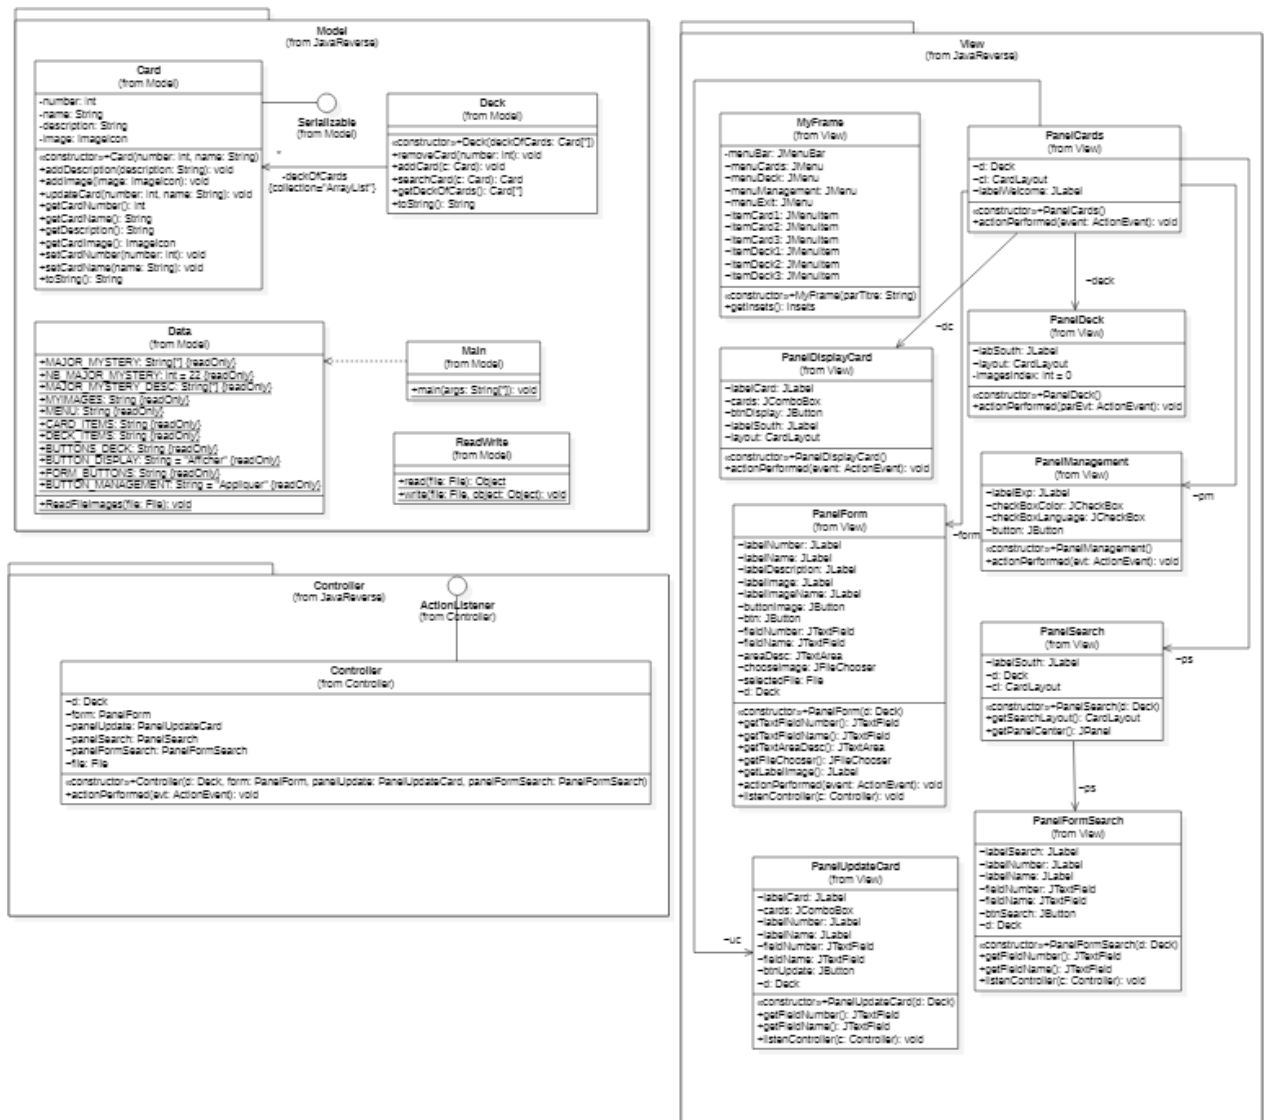 Model
(from JavaReverse)
Card
(from Model)
-number: int
-name: String
-description: String
-image: ImageIcon
«constructor»+Card(number: int, name: String)
+addDescription(description: String): void
+addImage(image: ImageIcon): void
+updateCard(number: int, name: String): void
+getCardNumber(): int
+getCardName(): String
+getDescription(): String
+getCardImage(): ImageIcon
+setCardNumber(number: int): void
+setCardName(name: String): void
+toString(): String
Serializable
(from Model)
*
-deckOfCards
{collection="ArrayList"}
Deck
(from Model)
«constructor»+Deck(deckOfCards: Card[*])
+removeCard(number: int): void
+addCard(c: Card): void
+searchCard(c: Card): Card
+getDeckOfCards(): Card[*]
+toString(): String
Data
(from Model)
+MAJOR_MYSTERY: String[*] {readOnly}
+NB_MAJOR_MYSTERY: int = 22 {readOnly}
+MAJOR_MYSTERY_DESC: String[*] {readOnly}
+MYIMAGES: String {readOnly}
+MENU: String {readOnly}
+CARD_ITEMS: String {readOnly}
+DECK_ITEMS: String {readOnly}
+BUTTONS_DECK: String {readOnly}
+BUTTON_DISPLAY: String = "Afficher" {readOnly}
+FORM_BUTTONS: String {readOnly}
+BUTTON_MANAGEMENT: String = "Appliquer" {readOnly}
+ReadFileImages(file: File): void
Main
(from Model)
+main(args: String[*]): void
ReadWrite
(from Model)
+read(file: File): Object
+write(file: File, object: Object): void
Controller
(from JavaReverse)
ActionListener
(from Controller)
Controller
(from Controller)
~d: Deck
~form: PanelForm
~panelUpdate: PanelUpdateCard
~panelSearch: PanelSearch
~panelFormSearch: PanelFormSearch
~file: File
«constructor»+Controller(d: Deck, form: PanelForm, panelUpdate: PanelUpdateCard, panelFormSearch: PanelFormSearch)
+actionPerformed(evt: ActionEvent): void
View
(from JavaReverse)
MyFrame
(from View)
~menuBar: JMenuBar
~menuCards: JMenu
~menuDeck: JMenu
~menuManagement: JMenu
~menuExit: JMenu
~itemCard1: JMenuItem
~itemCard2: JMenuItem
~itemCard3: JMenuItem
~itemDeck1: JMenuItem
~itemDeck2: JMenuItem
~itemDeck3: JMenuItem
«constructor»+MyFrame(parTitre: String)
+getInsets(): Insets
PanelCards
(from View)
~d: Deck
~cl: CardLayout
~labelWelcome: JLabel
«constructor»+PanelCards()
+actionPerformed(event: ActionEvent): void
~deck
~dc
PanelDeck
(from View)
~labSouth: JLabel
~layout: CardLayout
-imagesIndex: int = 0
«constructor»+PanelDeck()
+actionPerformed(parEvt: ActionEvent): void
PanelDisplayCard
(from View)
~labelCard: JLabel
~cards: JComboBox
~btnDisplay: JButton
~labelSouth: JLabel
~layout: CardLayout
«constructor»+PanelDisplayCard()
+actionPerformed(event: ActionEvent): void
PanelManagement
(from View)
~labelExp: JLabel
~checkBoxColor: JCheckBox
~checkBoxLanguage: JCheckBox
~button: JButton
«constructor»+PanelManagement()
+actionPerformed(evt: ActionEvent): void
~pm
~form
PanelForm
(from View)
~labelNumber: JLabel
~labelName: JLabel
~labelDescription: JLabel
~labelImage: JLabel
~labelImageName: JLabel
~buttonImage: JButton
~btn: JButton
~fieldNumber: JTextField
~fieldName: JTextField
~areaDesc: JTextArea
~chooseImage: JFileChooser
~selectedFile: File
~d: Deck
«constructor»+PanelForm(d: Deck)
+getTextFieldNumber(): JTextField
+getTextFieldName(): JTextField
+getTextAreaDesc(): JTextArea
+getFileChooser(): JFileChooser
+getLabelImage(): JLabel
+actionPerformed(event: ActionEvent): void
+listenController(c: Controller): void
PanelSearch
(from View)
~labelSouth: JLabel
~d: Deck
~cl: CardLayout
«constructor»+PanelSearch(d: Deck)
+getSearchLayout(): CardLayout
+getPanelCenter(): JPanel
~ps
~ps
PanelFormSearch
(from View)
~labelSearch: JLabel
~labelNumber: JLabel
~labelName: JLabel
~fieldNumber: JTextField
~fieldName: JTextField
~btnSearch: JButton
~d: Deck
«constructor»+PanelFormSearch(d: Deck)
+getFieldNumber(): JTextField
+getFieldName(): JTextField
+listenController(c: Controller): void
~uc
PanelUpdateCard
(from View)
~labelCard: JLabel
~cards: JComboBox
~labelNumber: JLabel
~labelName: JLabel
~fieldNumber: JTextField
~fieldName: JTextField
~btnUpdate: JButton
~d: Deck
«constructor»+PanelUpdateCard(d: Deck)
+getFieldNumber(): JTextField
+getFieldName(): JTextField
+listenController(c: Controller): void